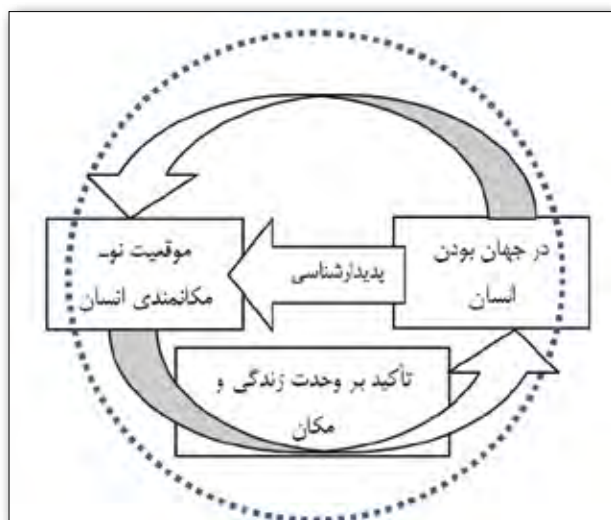 در جهان بودن
انسان
پدیدارشناسی
موقعیت نو-
مکانمندی انسان
تأکید بر وحدت زندگی و
مکان